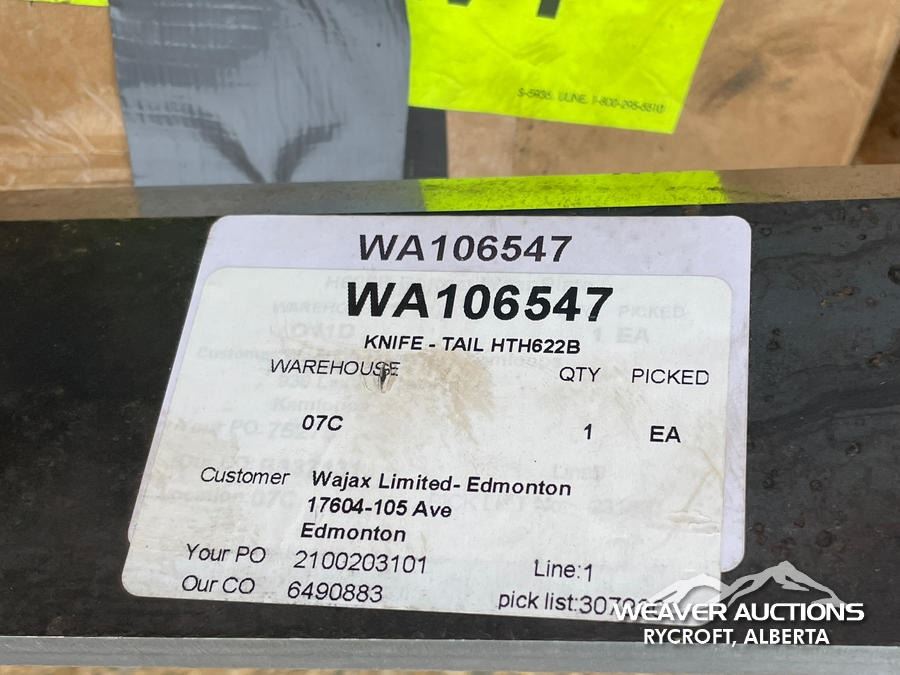 S-5936, ULINE, 1-800-295-5510
WA106547
WA106547
KNIFE - TAIL HTH622B
WAREHOUSE QTY PICKED
07C 1 EA
Customer Wajax Limited- Edmonton
17604-105 Ave
Edmonton
Your PO 2100203101 Line:1
Our CO 6490883 pick list:3079
WEAVER AUCTIONS
RYCROFT, ALBERTA